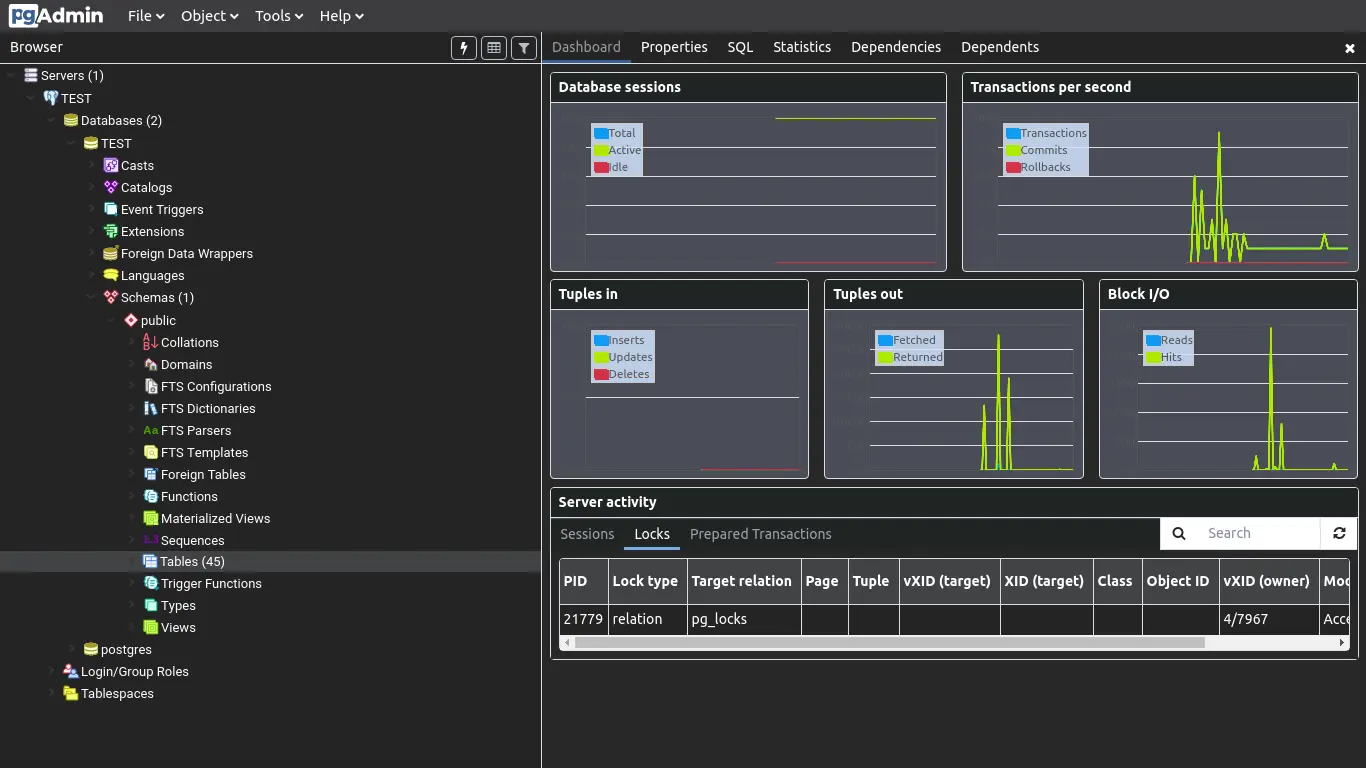 pgAdmin File Object Tools Help
Browser
Dashboard Properties SQL Statistics Dependencies Dependents
Servers (1)
TEST
Databases (2)
TEST
Casts
Catalogs
Event Triggers
Extensions
Foreign Data Wrappers
Languages
Schemas (1)
public
Collations
Domains
FTS Configurations
FTS Dictionaries
FTS Parsers
FTS Templates
Foreign Tables
Functions
Materialized Views
Sequences
Tables (45)
Trigger Functions
Types
Views
postgres
Login/Group Roles
Tablespaces
Database sessions
Total
Active
Idle
Transactions per second
Transactions
Commits
Rollbacks
Tuples in
Inserts
Updates
Deletes
Tuples out
Fetched
Returned
Block I/O
Reads
Hits
Server activity
Sessions Locks Prepared Transactions Search
PID Lock type Target relation Page Tuple vXID (target) XID (target) Class Object ID vXID (owner) Mod
21779 relation pg_locks 4/7967 Acce